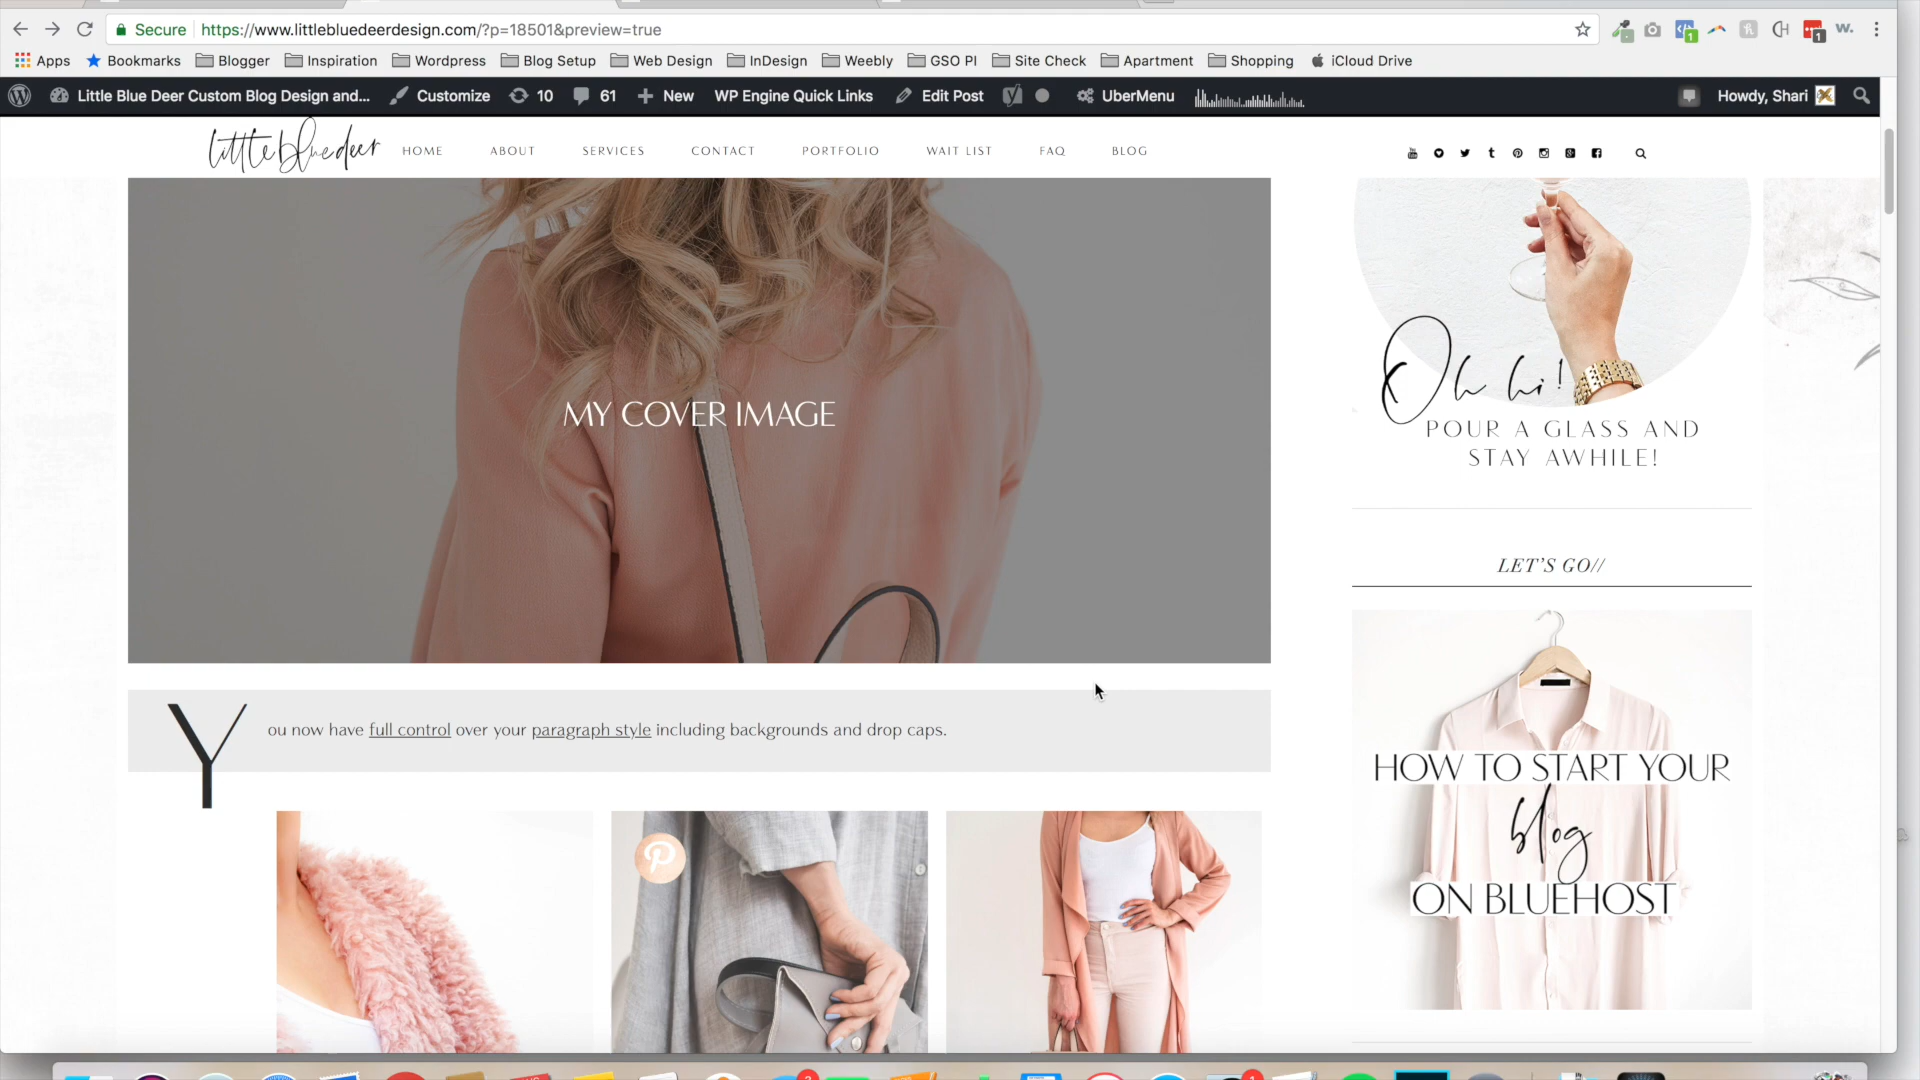 Secure https://www.littlebluedeerdesign.com/?p=18501&preview=true
Apps Bookmarks Blogger Inspiration Wordpress Blog Setup Web Design InDesign Weebly GSO PI Site Check Apartment Shopping iCloud Drive
Little Blue Deer Custom Blog Design and... Customize 10 61 New WP Engine Quick Links Edit Post UberMenu Howdy, Shari
littlebluedeer HOME ABOUT SERVICES CONTACT PORTFOLIO WAIT LIST FAQ BLOG
MY COVER IMAGE
You now have full control over your paragraph style including backgrounds and drop caps.
Oh hi!
POUR A GLASS AND
STAY AWHILE!
LET'S GO//
HOW TO START YOUR
blog
ON BLUEHOST